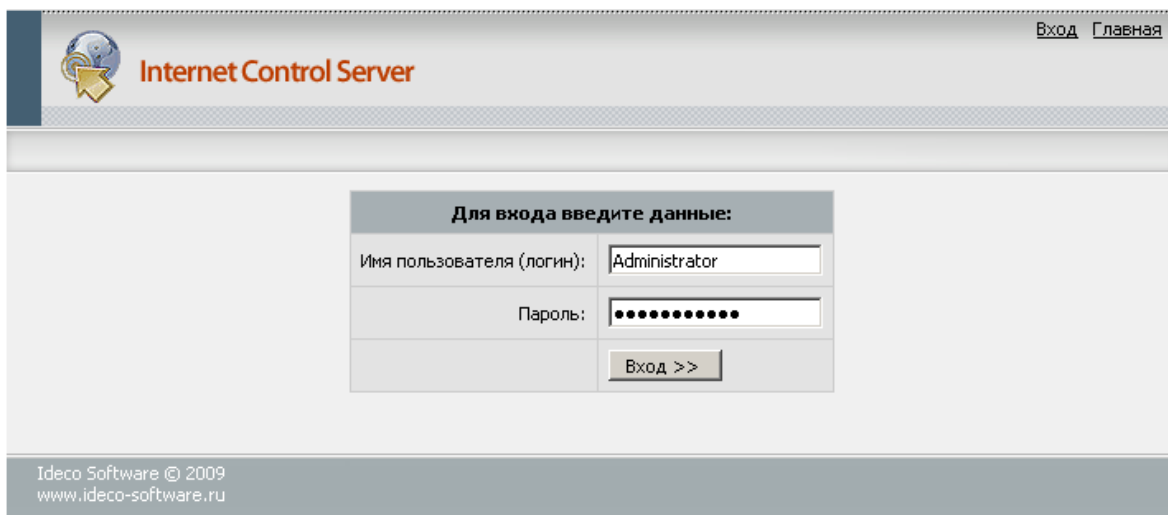 Вход Главная
Internet Control Server
Для входа введите данные:
Имя пользователя (логин): Administrator
Пароль: ●●●●●●●●●●●
Вход >>
Ideco Software © 2009
www.ideco-software.ru